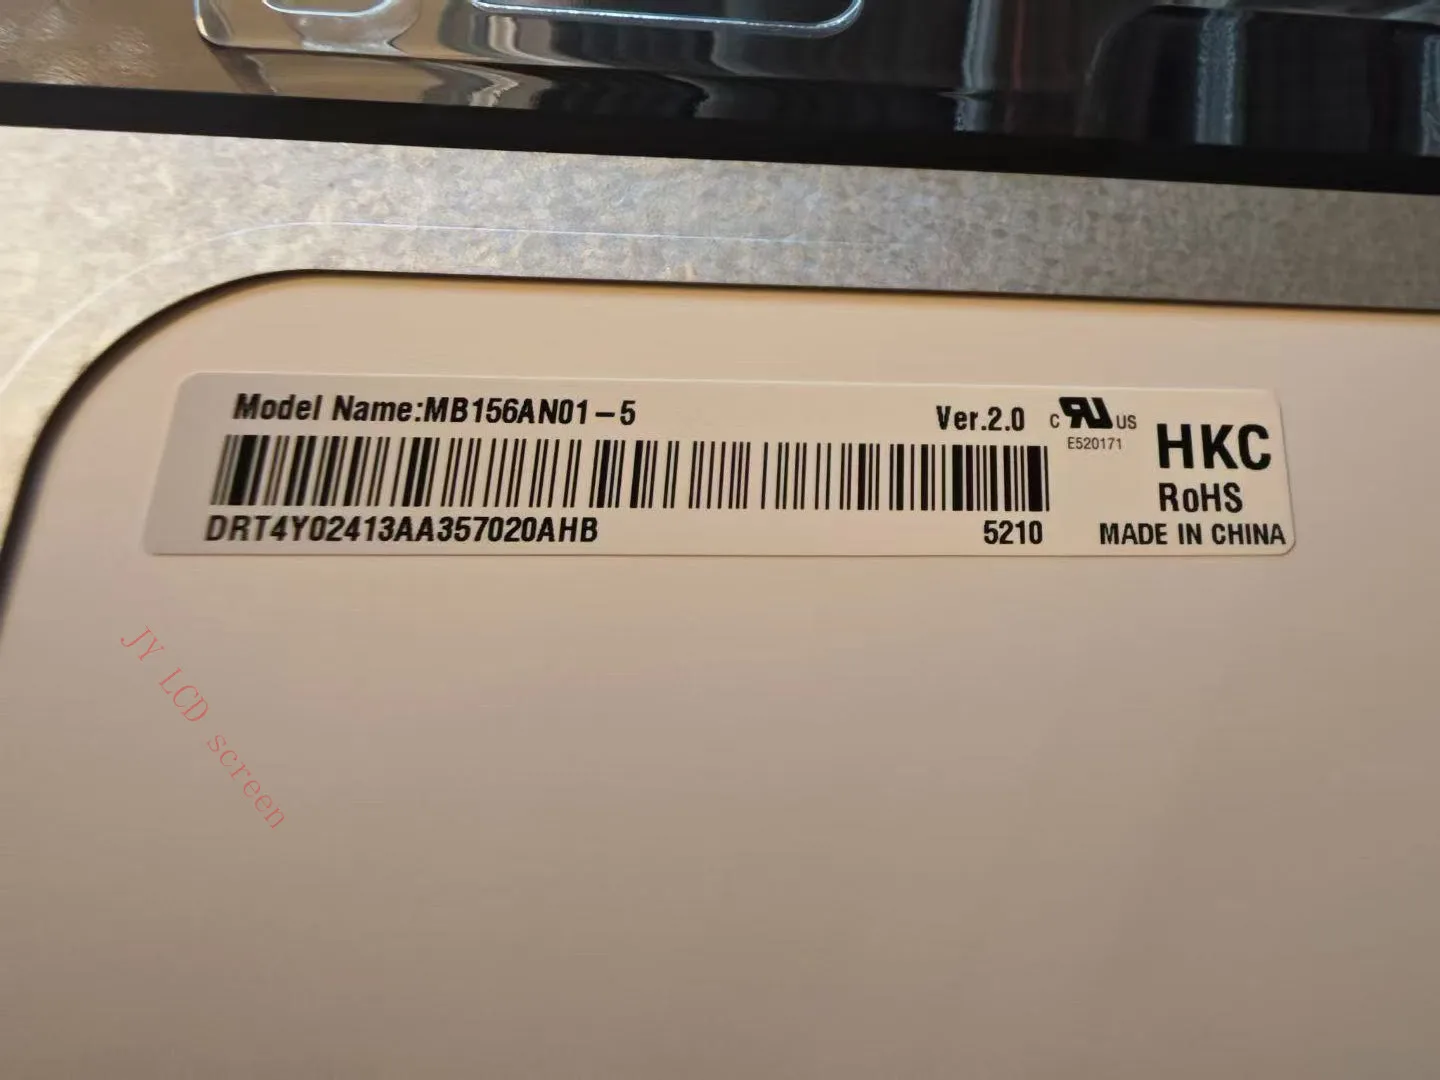 Model Name:MB156AN01-5
Ver.2.0
c RU US
E520171
HKC
RoHS
DRT4Y02413AA357020AHB
5210
MADE IN CHINA
JY LCD screen